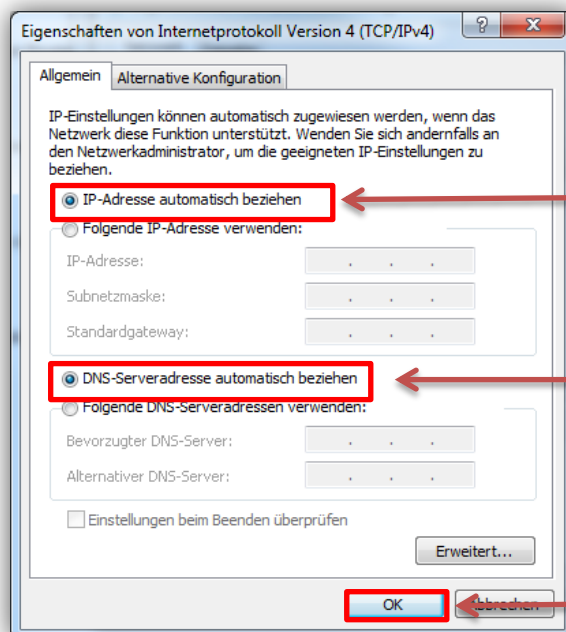 Eigenschaften von Internetprotokoll Version 4 (TCP/IPv4)
Allgemein
Alternative Konfiguration
IP-Einstellungen können automatisch zugewiesen werden, wenn das
Netzwerk diese Funktion unterstützt. Wenden Sie sich andernfalls an
den Netzwerkadministrator, um die geeigneten IP-Einstellungen zu
beziehen.
IP-Adresse automatisch beziehen
Folgende IP-Adresse verwenden:
IP-Adresse:
Subnetzmaske:
Standardgateway:
DNS-Serveradresse automatisch beziehen
Folgende DNS-Serveradressen verwenden:
Bevorzugter DNS-Server:
Alternativer DNS-Server:
Einstellungen beim Beenden überprüfen
Erweitert...
OK
Abbrechen